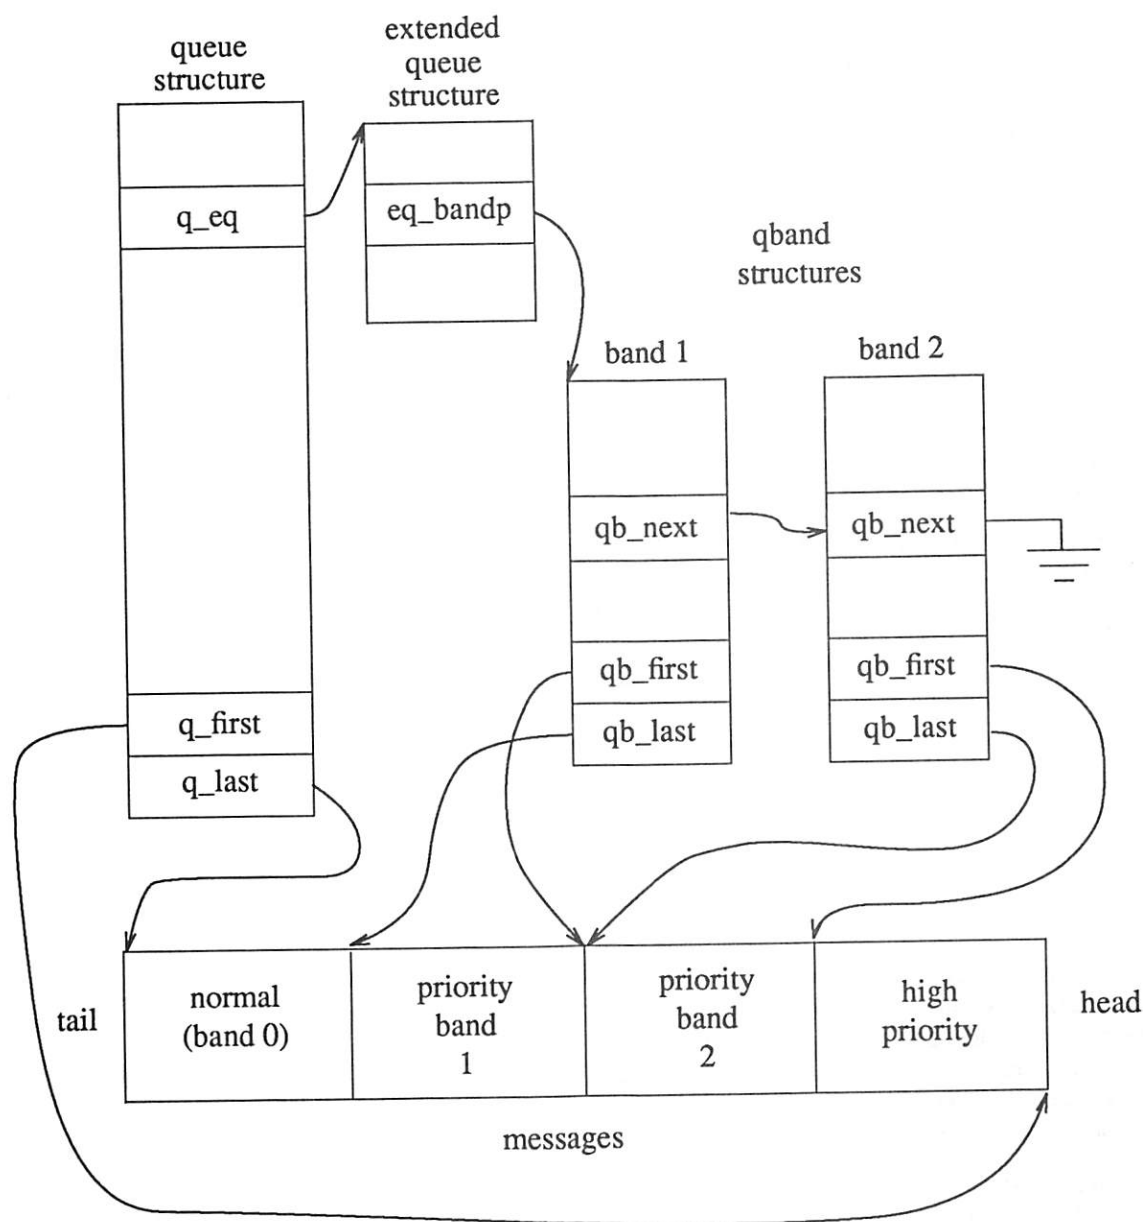 queue
structure
extended
queue
structure
q_eq
eq_bandp
qband
structures
band 1
band 2
qb_next
qb_next
qb_first
qb_first
q_first
qb_last
qb_last
q_last
tail
normal
(band 0)
priority
band
1
priority
band
2
high
priority
head
messages